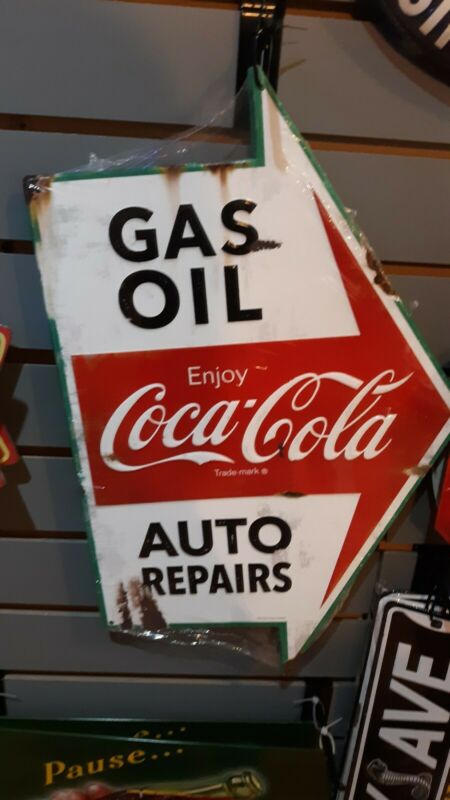 GAS
OIL
Enjoy
Coca-Cola
Trade-mark ®
AUTO
REPAIRS
Pause...
AVE